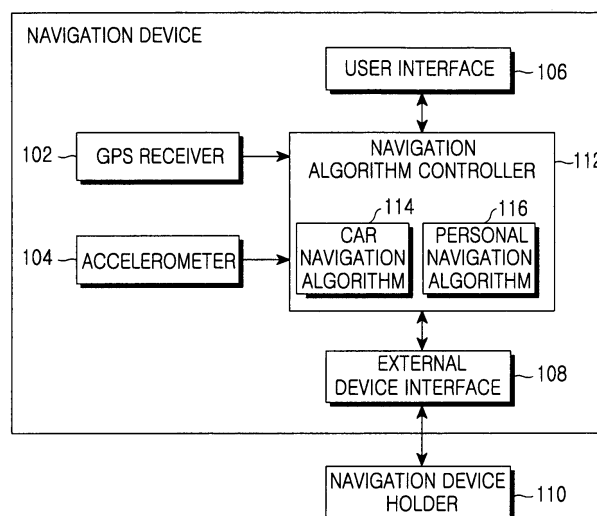 NAVIGATION DEVICE
USER INTERFACE
106
102
GPS RECEIVER
NAVIGATION
ALGORITHM CONTROLLER
112
104
ACCELEROMETER
114
CAR
NAVIGATION
ALGORITHM
116
PERSONAL
NAVIGATION
ALGORITHM
EXTERNAL
DEVICE INTERFACE
108
NAVIGATION DEVICE
HOLDER
110